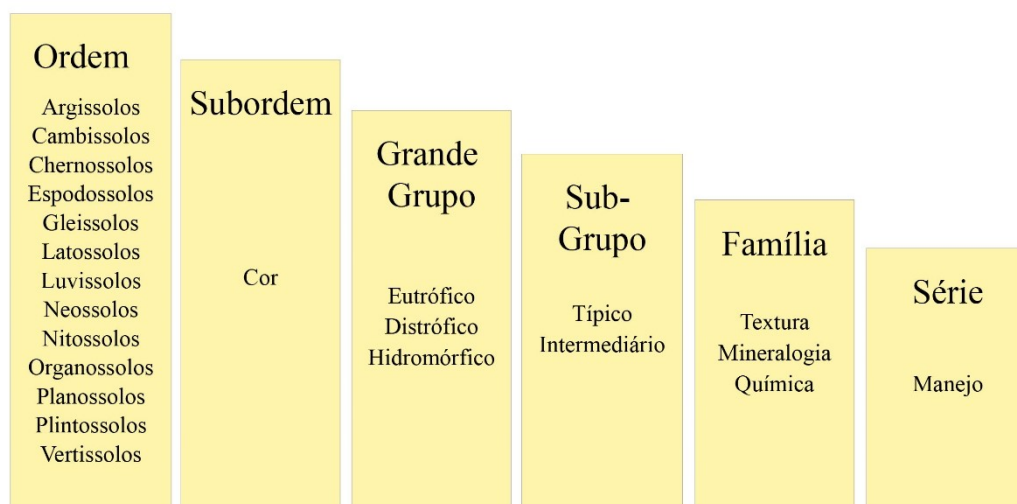 Ordem
Argissolos
Cambissolos
Chernossolos
Espodossolos
Gleissolos
Latossolos
Luvissolos
Neossolos
Nitossolos
Organossolos
Planossolos
Plintossolos
Vertissolos
Subordem
Cor
Grande
Grupo
Eutrófico
Distrófico
Hidromórfico
Sub-
Grupo
Típico
Intermediário
Família
Textura
Mineralogia
Química
Série
Manejo